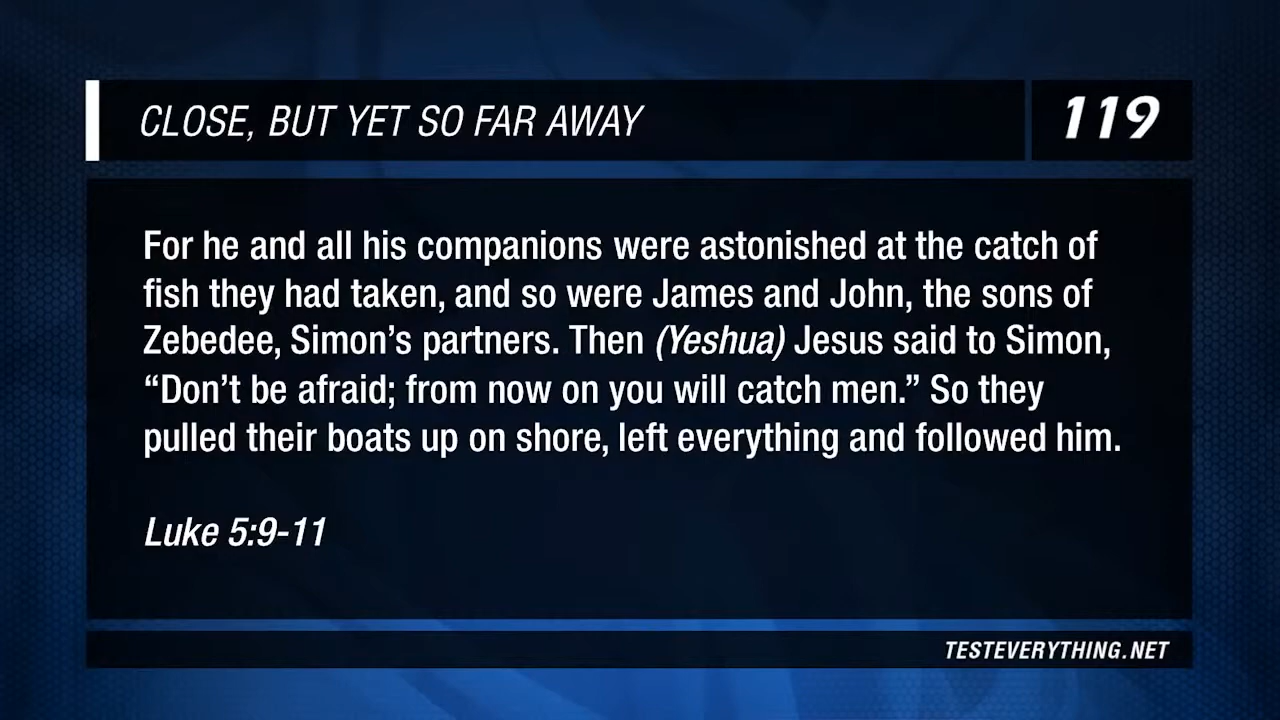 CLOSE, BUT YET SO FAR AWAY
119
For he and all his companions were astonished at the catch of
fish they had taken, and so were James and John, the sons of
Zebedee, Simon’s partners. Then (Yeshua) Jesus said to Simon,
“Don’t be afraid; from now on you will catch men.” So they
pulled their boats up on shore, left everything and followed him.
Luke 5:9-11
TESTEVERYTHING.NET